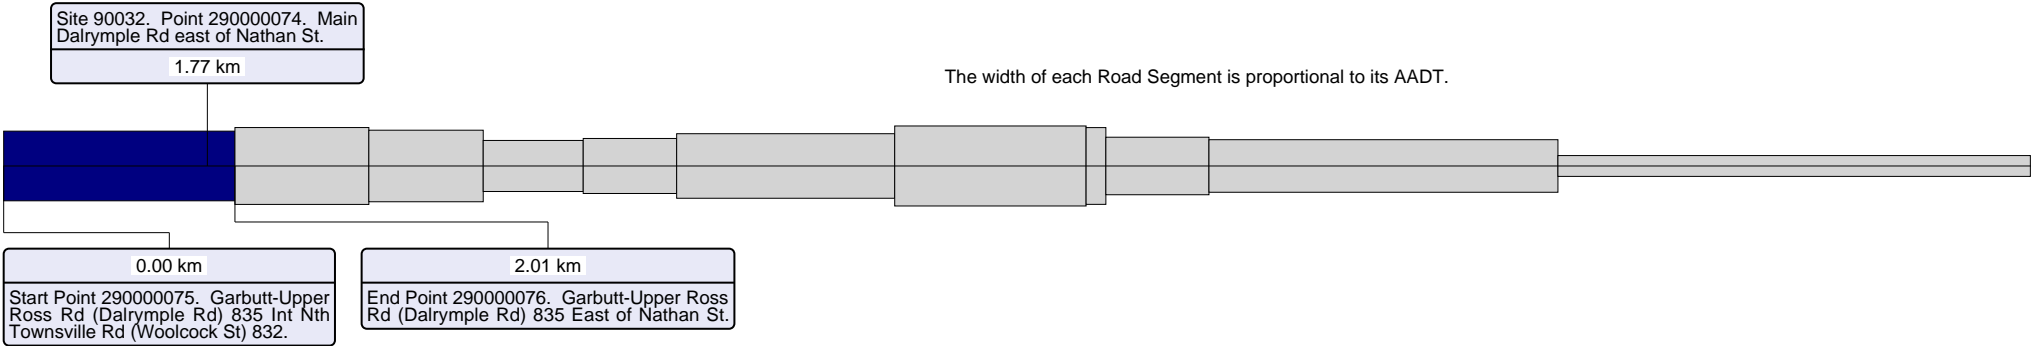 Site 90032. Point 290000074. Main
Dalrymple Rd east of Nathan St.
1.77 km
The width of each Road Segment is proportional to its AADT.
0.00 km
Start Point 290000075. Garbutt-Upper
Ross Rd (Dalrymple Rd) 835 Int Nth
Townsville Rd (Woolcock St) 832.
2.01 km
End Point 290000076. Garbutt-Upper Ross
Rd (Dalrymple Rd) 835 East of Nathan St.